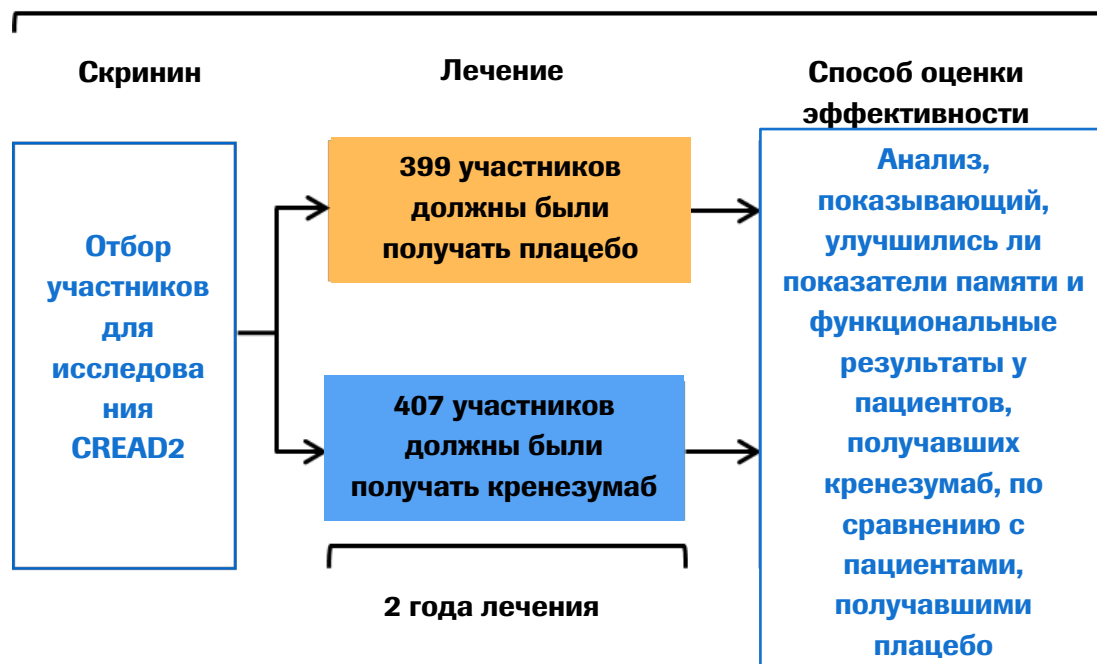 Скринин
Лечение
Способ оценки
эффективности
Отбор
участников
для
исследова
ния
CREAD2
399 участников
должны были
получать плацебо
407 участников
должны были
получать кренезумаб
2 года лечения
Анализ,
показывающий,
улучшились ли
показатели памяти и
функциональные
результаты у
пациентов,
получавших
кренезумаб, по
сравнению с
пациентами,
получавшими
плацебо